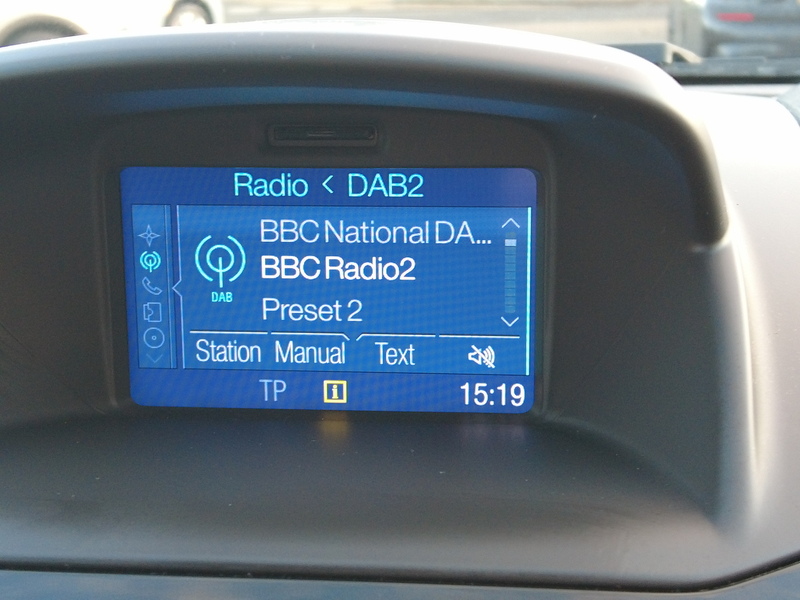 Radio < DAB2
BBC National DA...
BBC Radio2
DAB
Preset 2
Station Manual Text
TP i 15:19